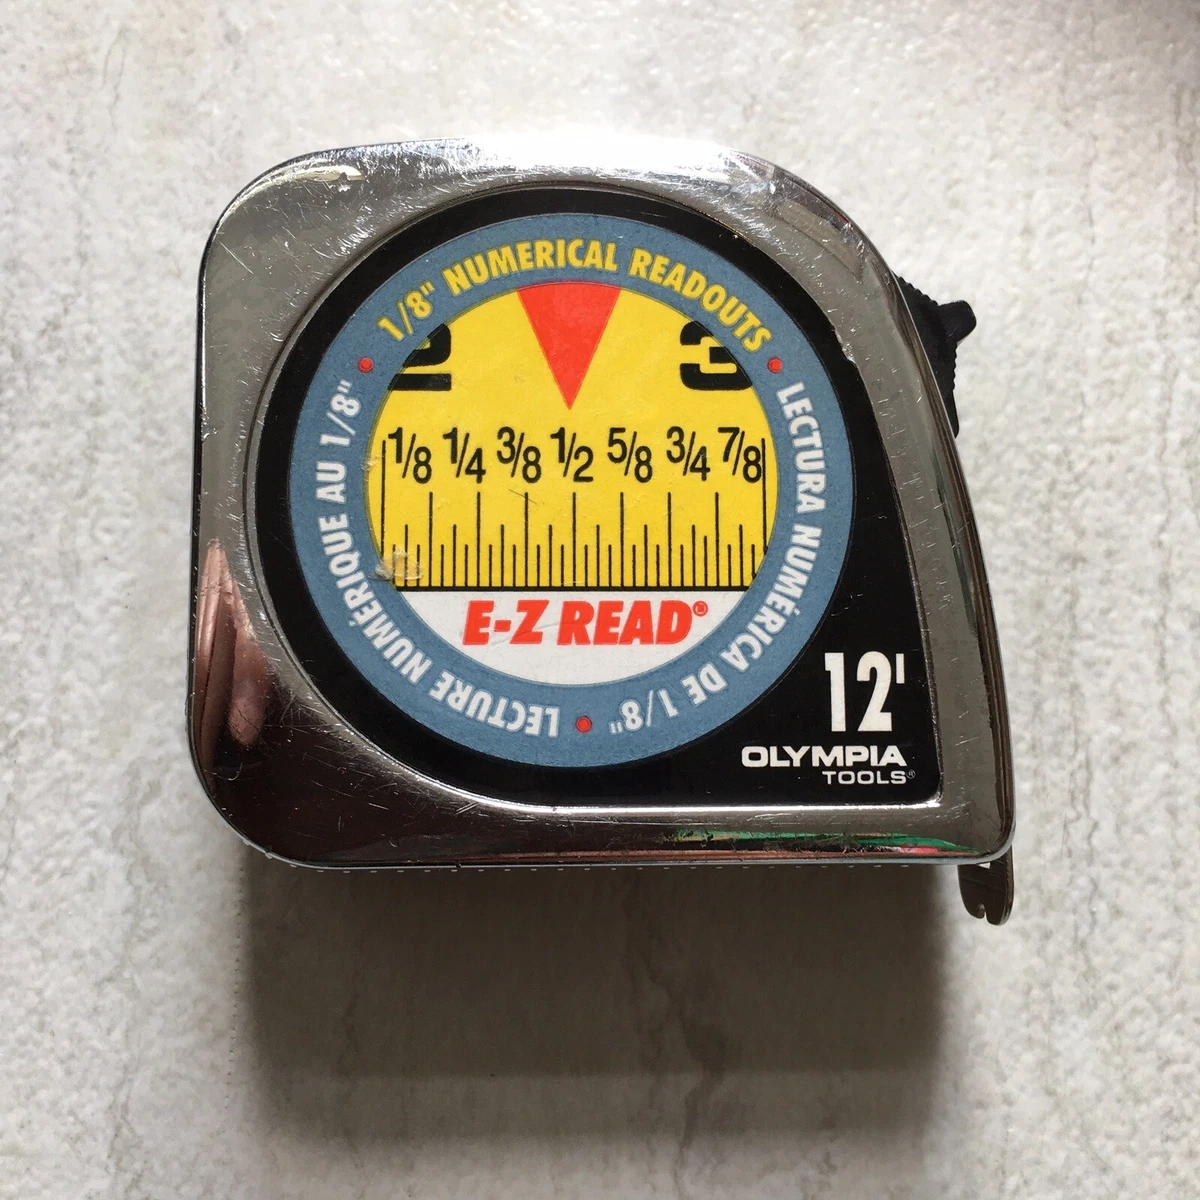 1/8" NUMERICAL READOUTS
2 3
1/8 1/4 3/8 1/2 5/8 3/4 7/8
E-Z READ®
LECTURA NUMÉRICA DE 1/8"
LECTURE NUMÉRIQUE AU 1/8"
12'
OLYMPIA
TOOLS®